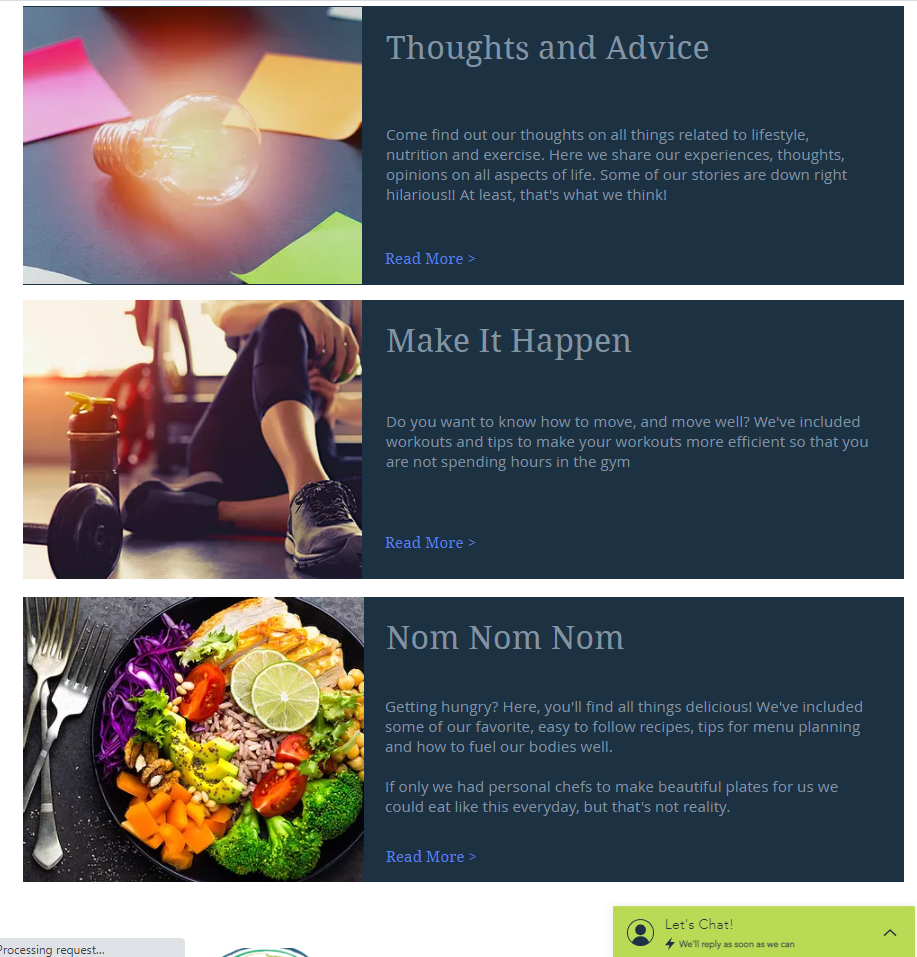 Thoughts and Advice
Come find out our thoughts on all things related to lifestyle,
nutrition and exercise. Here we share our experiences, thoughts,
opinions on all aspects of life. Some of our stories are down right
hilarious!! At least, that's what we think!
Read More >
Make It Happen
Do you want to know how to move, and move well? We've included
workouts and tips to make your workouts more efficient so that you
are not spending hours in the gym
Read More >
Nom Nom Nom
Getting hungry? Here, you'll find all things delicious! We've included
some of our favorite, easy to follow recipes, tips for menu planning
and how to fuel our bodies well.
If only we had personal chefs to make beautiful plates for us we
could eat like this everyday, but that's not reality.
Read More >
Let's Chat!
We'll reply as soon as we can
Processing request...